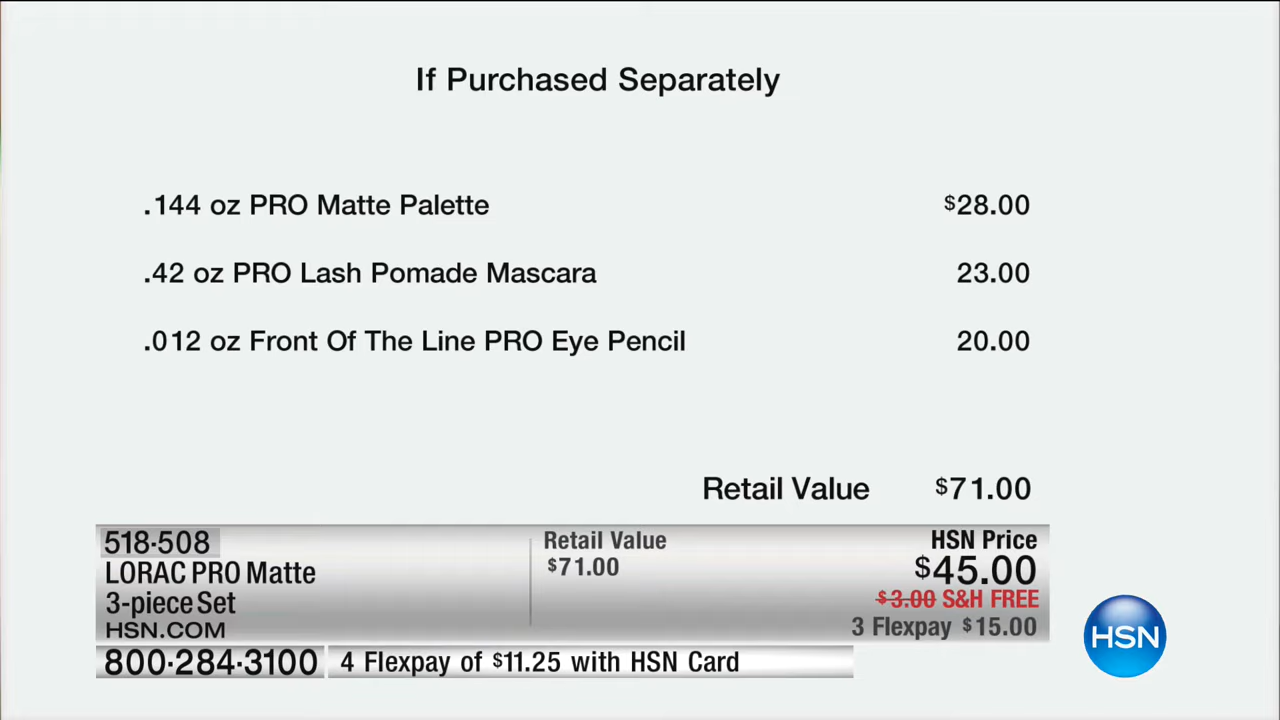 If Purchased Separately
.144 oz PRO Matte Palette $28.00
.42 oz PRO Lash Pomade Mascara 23.00
.012 oz Front Of The Line PRO Eye Pencil 20.00
Retail Value $71.00
518-508
LORAC PRO Matte
3-piece Set
HSN.COM
Retail Value
$71.00
HSN Price
$45.00
$3.00 S&H FREE
3 Flexpay $15.00
800·284·3100 4 Flexpay of $11.25 with HSN Card
HSN